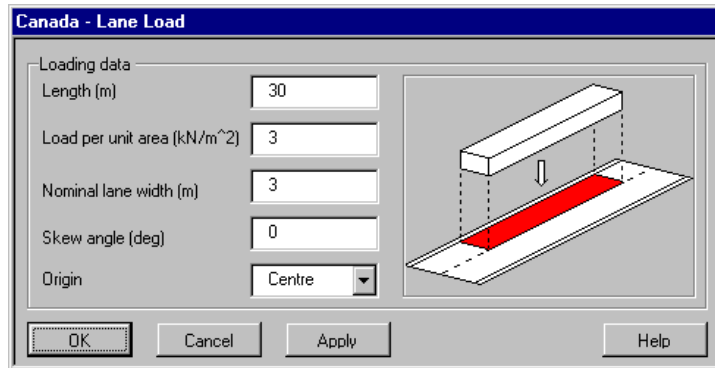 Canada - Lane Load
Loading data
Length (m) 30
Load per unit area (kN/m^2) 3
Nominal lane width (m) 3
Skew angle (deg) 0
Origin Centre
OK Cancel Apply Help